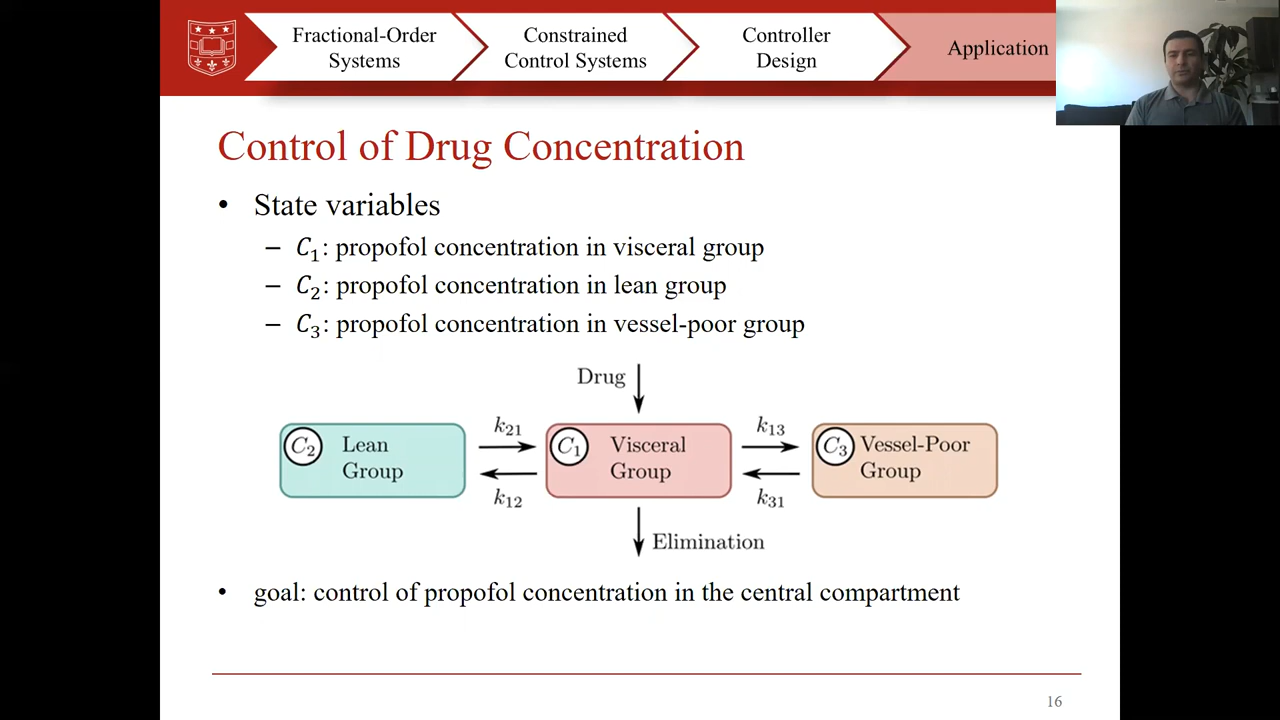 Fractional-Order
Systems
Constrained
Control Systems
Controller
Design
Application
Control of Drug Concentration
• State variables
– C₁: propofol concentration in visceral group
– C₂: propofol concentration in lean group
– C₃: propofol concentration in vessel-poor group
Drug
k₂₁
k₁₃
C₂ Lean
Group
C₁ Visceral
Group
C₃ Vessel-Poor
Group
k₁₂
k₃₁
Elimination
• goal: control of propofol concentration in the central compartment
16